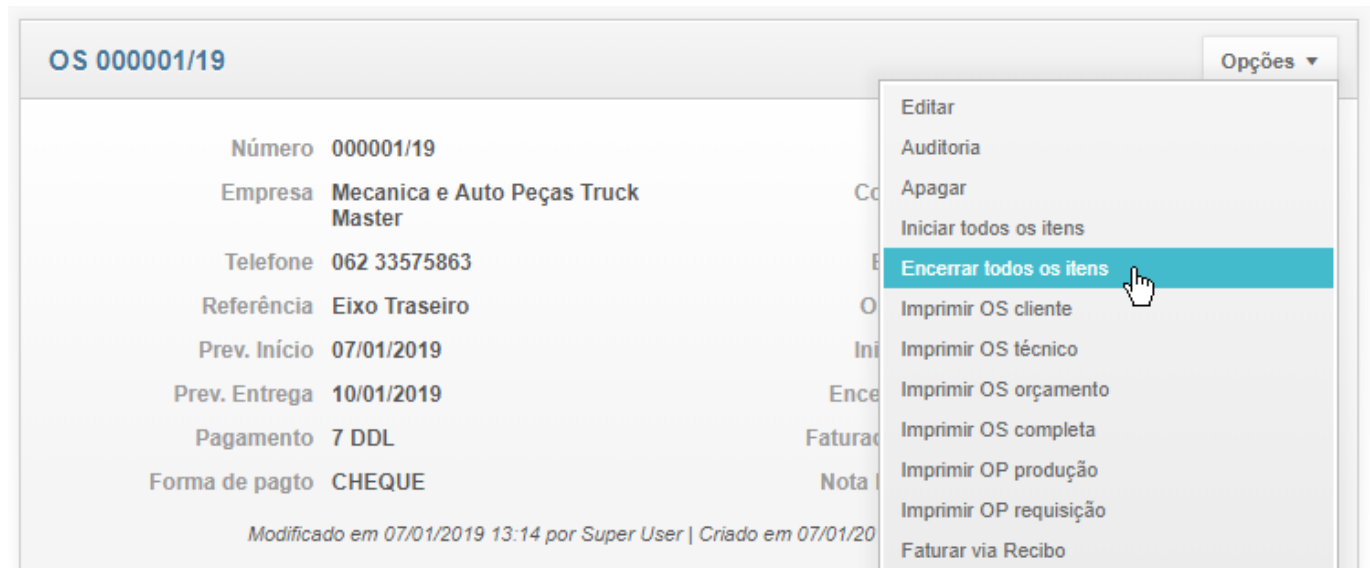 OS 000001/19
Opções
Número 000001/19
Empresa Mecanica e Auto Peças Truck
Master
Telefone 062 33575863
Referência Eixo Traseiro
Prev. Início 07/01/2019
Prev. Entrega 10/01/2019
Pagamento 7 DDL
Forma de pagto CHEQUE
Faturad
Nota
Modificado em 07/01/2019 13:14 por Super User | Criado em 07/01/20
Editar
Auditoria
Apagar
Iniciar todos os itens
Encerrar todos os itens
Imprimir OS cliente
Imprimir OS técnico
Imprimir OS orçamento
Imprimir OS completa
Imprimir OP produção
Imprimir OP requisição
Faturar via Recibo